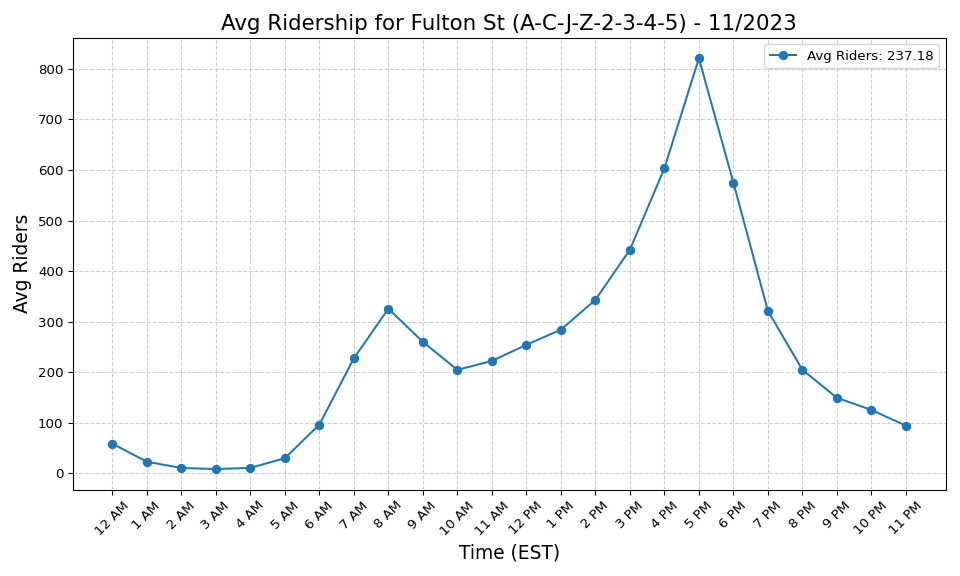 Avg Ridership for Fulton St (A-C-J-Z-2-3-4-5) - 11/2023
Avg Riders: 237.18
800
700
600
500
400
300
200
100
0
Avg Riders
12 AM
1 AM
2 AM
3 AM
4 AM
5 AM
6 AM
7 AM
8 AM
9 AM
10 AM
11 AM
12 PM
1 PM
2 PM
3 PM
4 PM
5 PM
6 PM
7 PM
8 PM
9 PM
10 PM
11 PM
Time (EST)